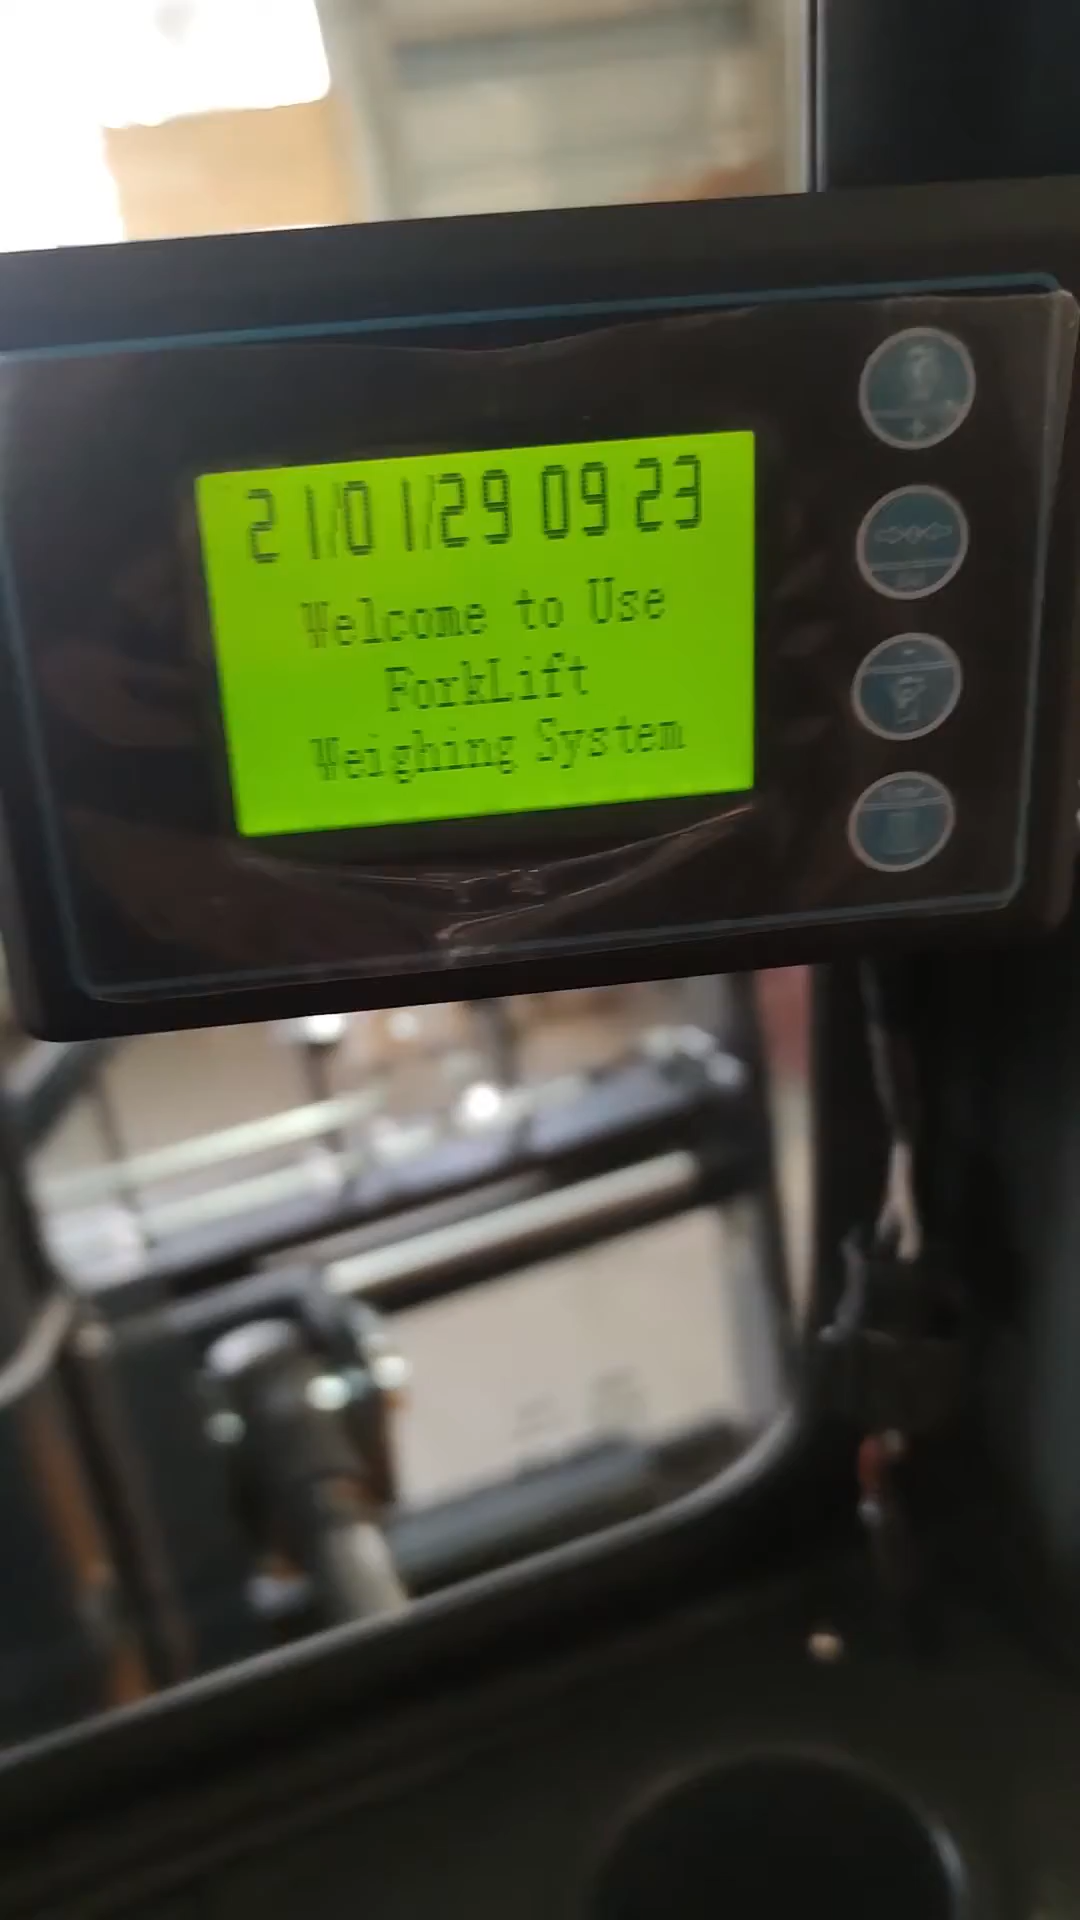 21/01/29 09 23
Welcome to Use
ForkLift
Weighing System
+
-